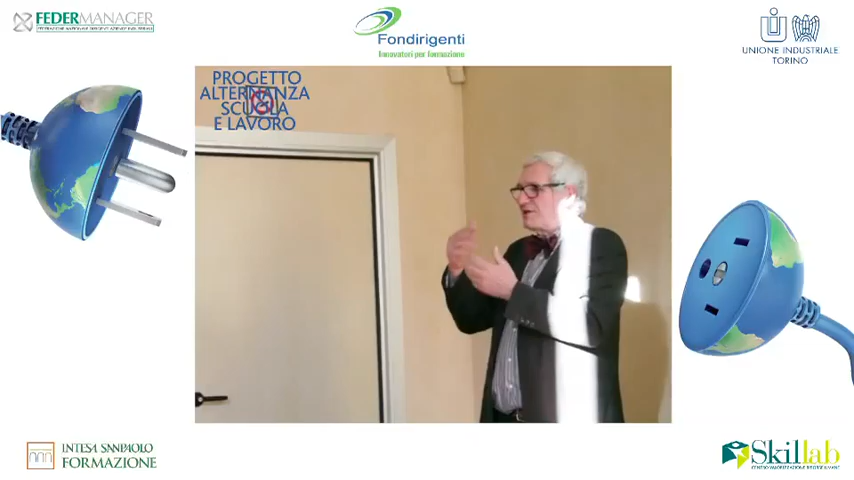 FEDERMANAGER
Fondirigenti
Innovatori per formazione
UNIONE INDUSTRIALE
TORINO
PROGETTO
ALTERNANZA
SCUOLA
E LAVORO
INTESA SANPAOLO
FORMAZIONE
Skillab